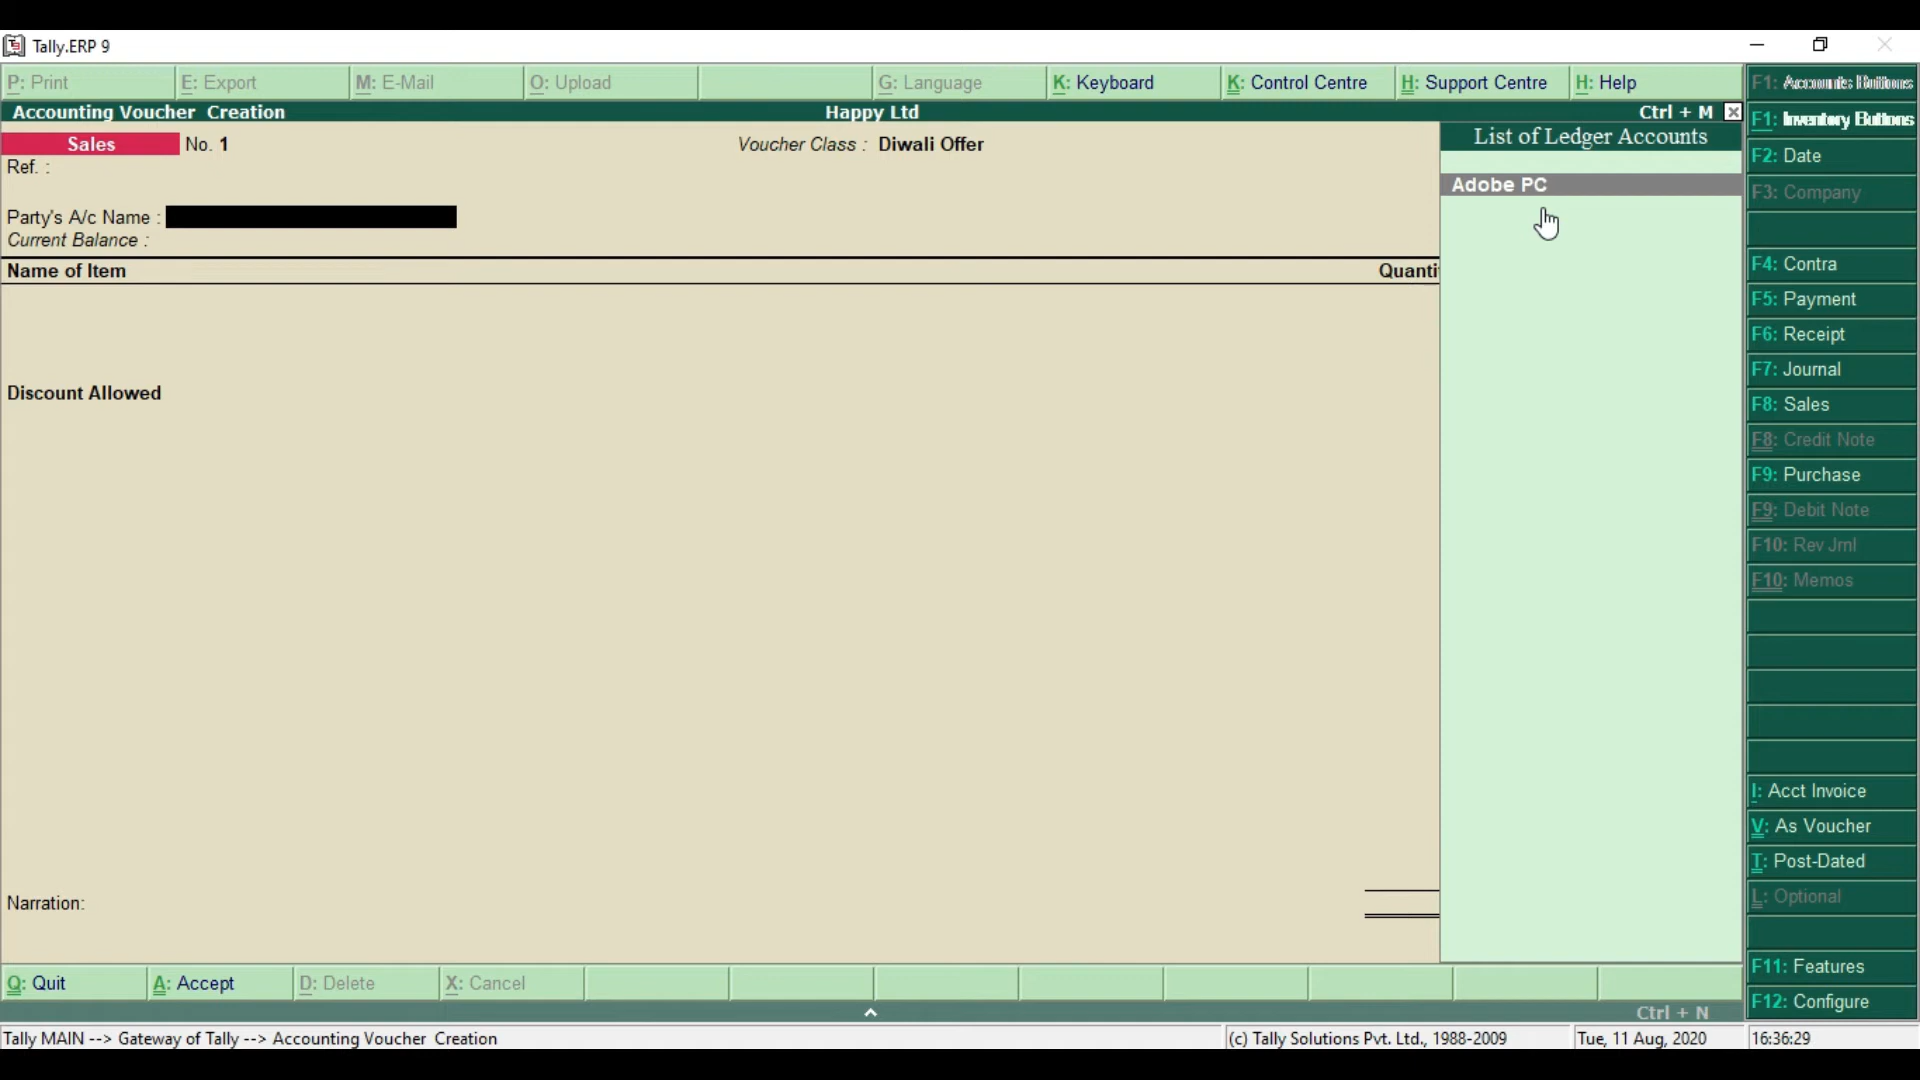 Tally.ERP 9
P: Print E: Export M: E-Mail O: Upload G: Language K: Keyboard K: Control Centre H: Support Centre H: Help
Accounting Voucher Creation Happy Ltd Ctrl + M
Sales No. 1 Voucher Class : Diwali Offer
Ref. :
Party's A/c Name :
Current Balance :
Name of Item Quanti
Discount Allowed
Narration:
List of Ledger Accounts
Adobe PC
F1: Accounts Buttons
F1: Inventory Buttons
F2: Date
F3: Company
F4: Contra
F5: Payment
F6: Receipt
F7: Journal
F8: Sales
F8: Credit Note
F9: Purchase
F9: Debit Note
F10: Rev Jrnl
F10: Memos
I: Acct Invoice
V: As Voucher
T: Post-Dated
L: Optional
F11: Features
F12: Configure
Q: Quit A: Accept D: Delete X: Cancel
Ctrl + N
Tally MAIN --> Gateway of Tally --> Accounting Voucher Creation (c) Tally Solutions Pvt. Ltd., 1988-2009 Tue, 11 Aug, 2020 16:36:29